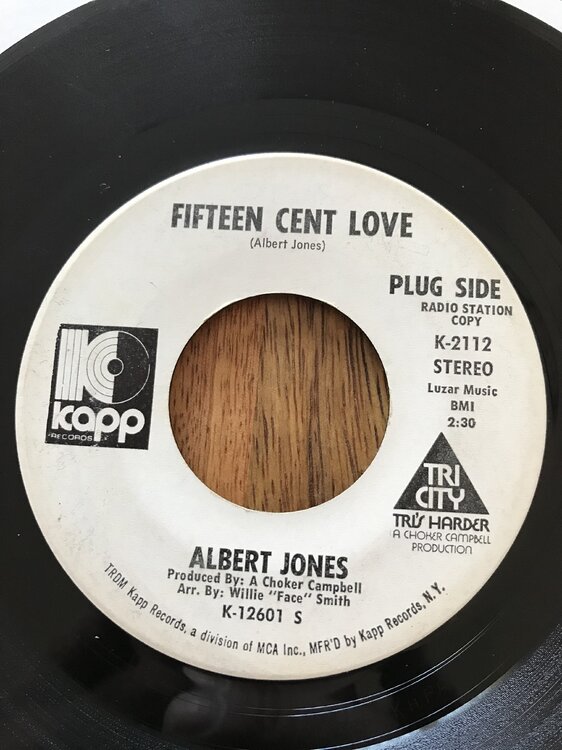 FIFTEEN CENT LOVE
(Albert Jones)
PLUG SIDE
RADIO STATION
COPY
K-2112
STEREO
Luzar Music
BMI
2:30
K
kapp
RECORDS
TRI
CITY
TRI'S HARDER
A CHOKER CAMPBELL
PRODUCTION
ALBERT JONES
Produced By: A Choker Campbell
Arr. By: Willie "Face" Smith
K-12601 S
TRDM Kapp Records, a division of MCA Inc., MFR'D by Kapp Records, N.Y.